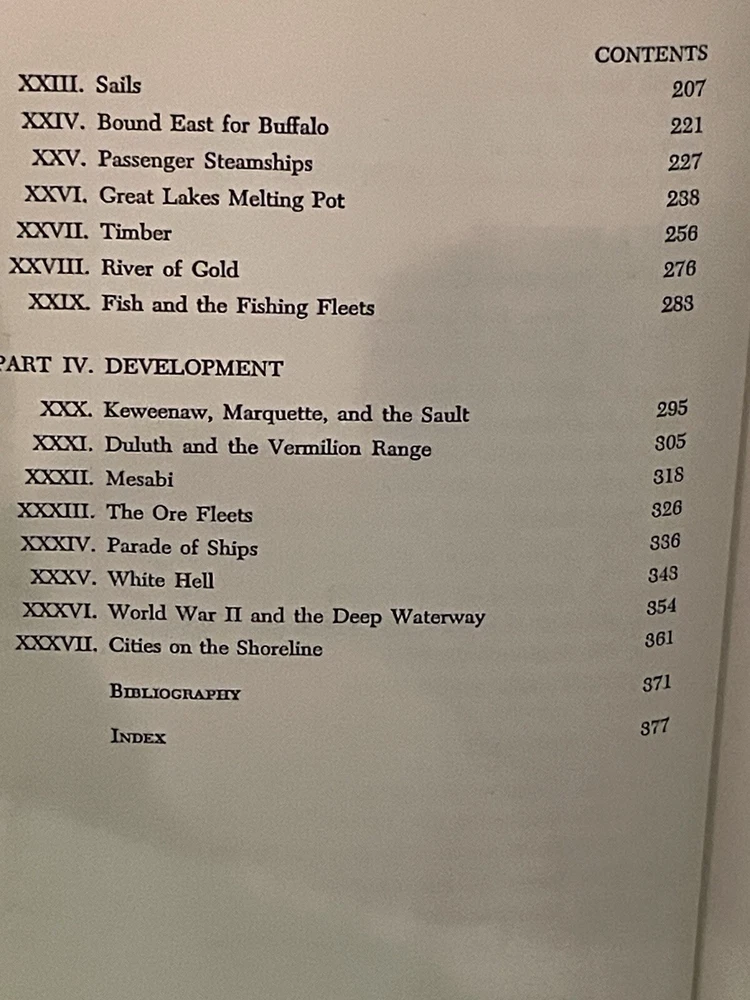 CONTENTS
XXIII. Sails 207
XXIV. Bound East for Buffalo 221
XXV. Passenger Steamships 227
XXVI. Great Lakes Melting Pot 238
XXVII. Timber 256
XXVIII. River of Gold 276
XXIX. Fish and the Fishing Fleets 283
PART IV. DEVELOPMENT
XXX. Keweenaw, Marquette, and the Sault 295
XXXI. Duluth and the Vermilion Range 305
XXXII. Mesabi 318
XXXIII. The Ore Fleets 326
XXXIV. Parade of Ships 336
XXXV. White Hell 343
XXXVI. World War II and the Deep Waterway 354
XXXVII. Cities on the Shoreline 361
BIBLIOGRAPHY 371
INDEX 377